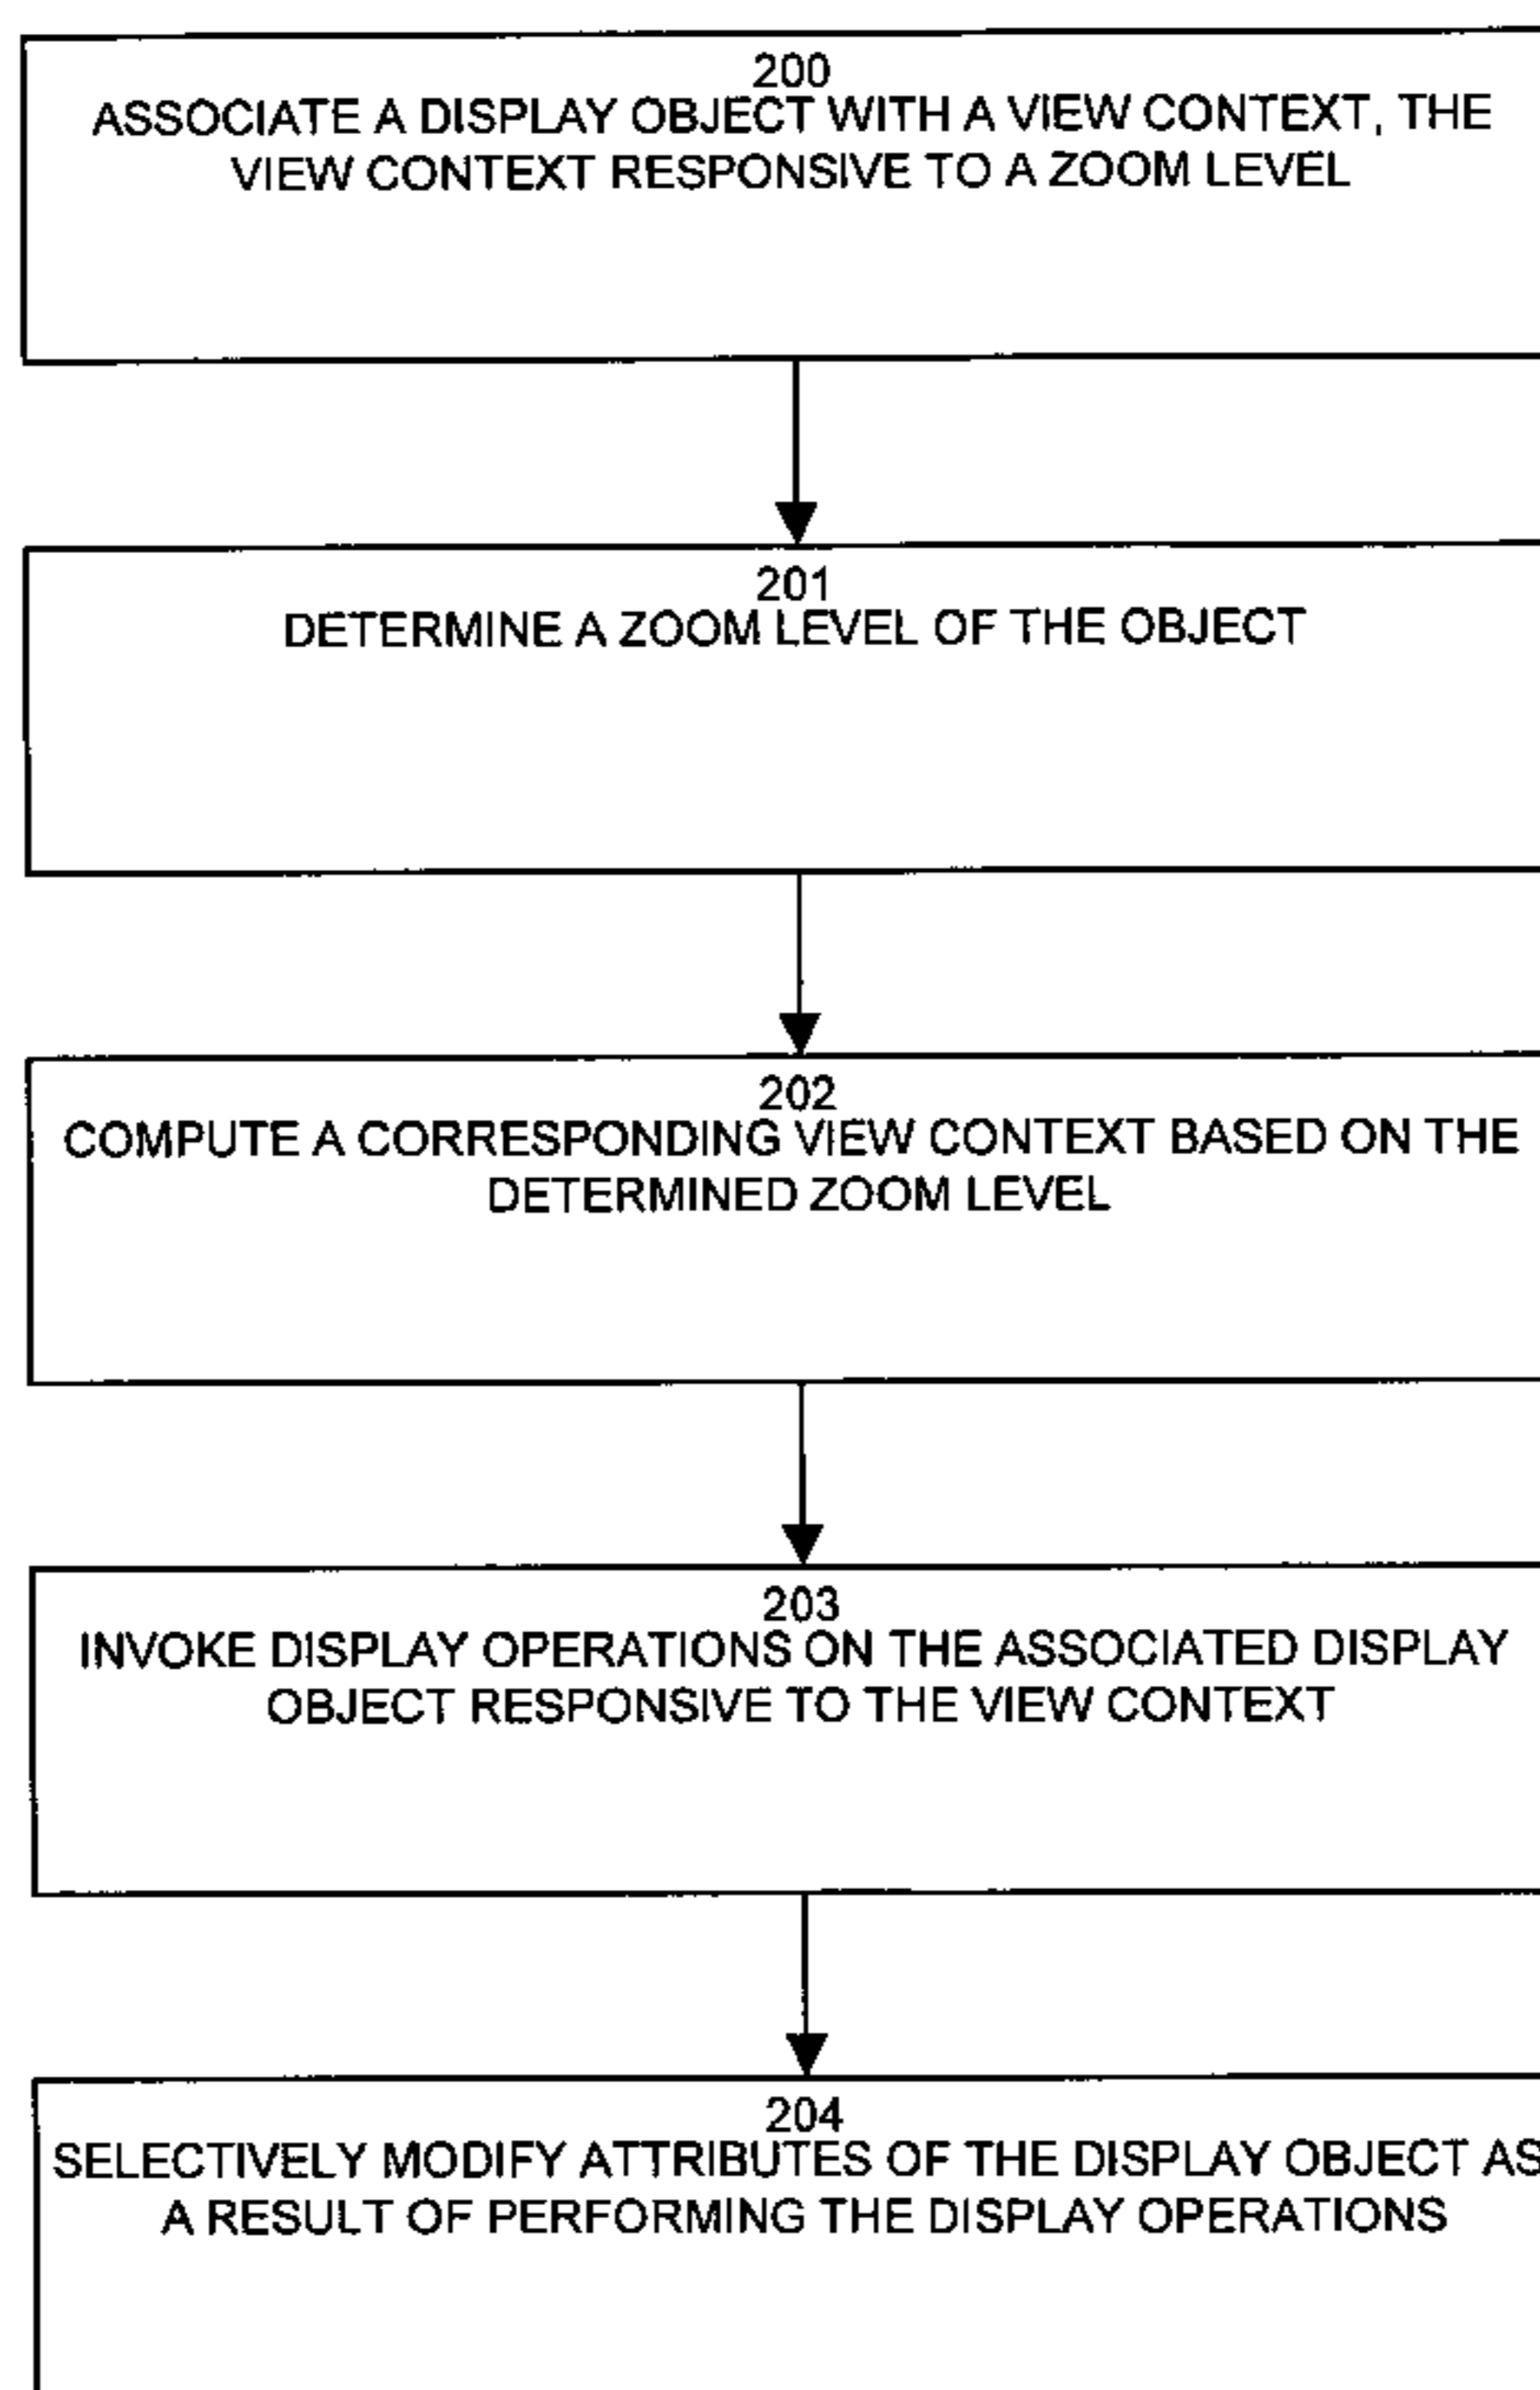 200
ASSOCIATE A DISPLAY OBJECT WITH A VIEW CONTEXT, THE
VIEW CONTEXT RESPONSIVE TO A ZOOM LEVEL
201
DETERMINE A ZOOM LEVEL OF THE OBJECT
202
COMPUTE A CORRESPONDING VIEW CONTEXT BASED ON THE
DETERMINED ZOOM LEVEL
203
INVOKE DISPLAY OPERATIONS ON THE ASSOCIATED DISPLAY
OBJECT RESPONSIVE TO THE VIEW CONTEXT
204
SELECTIVELY MODIFY ATTRIBUTES OF THE DISPLAY OBJECT AS
A RESULT OF PERFORMING THE DISPLAY OPERATIONS